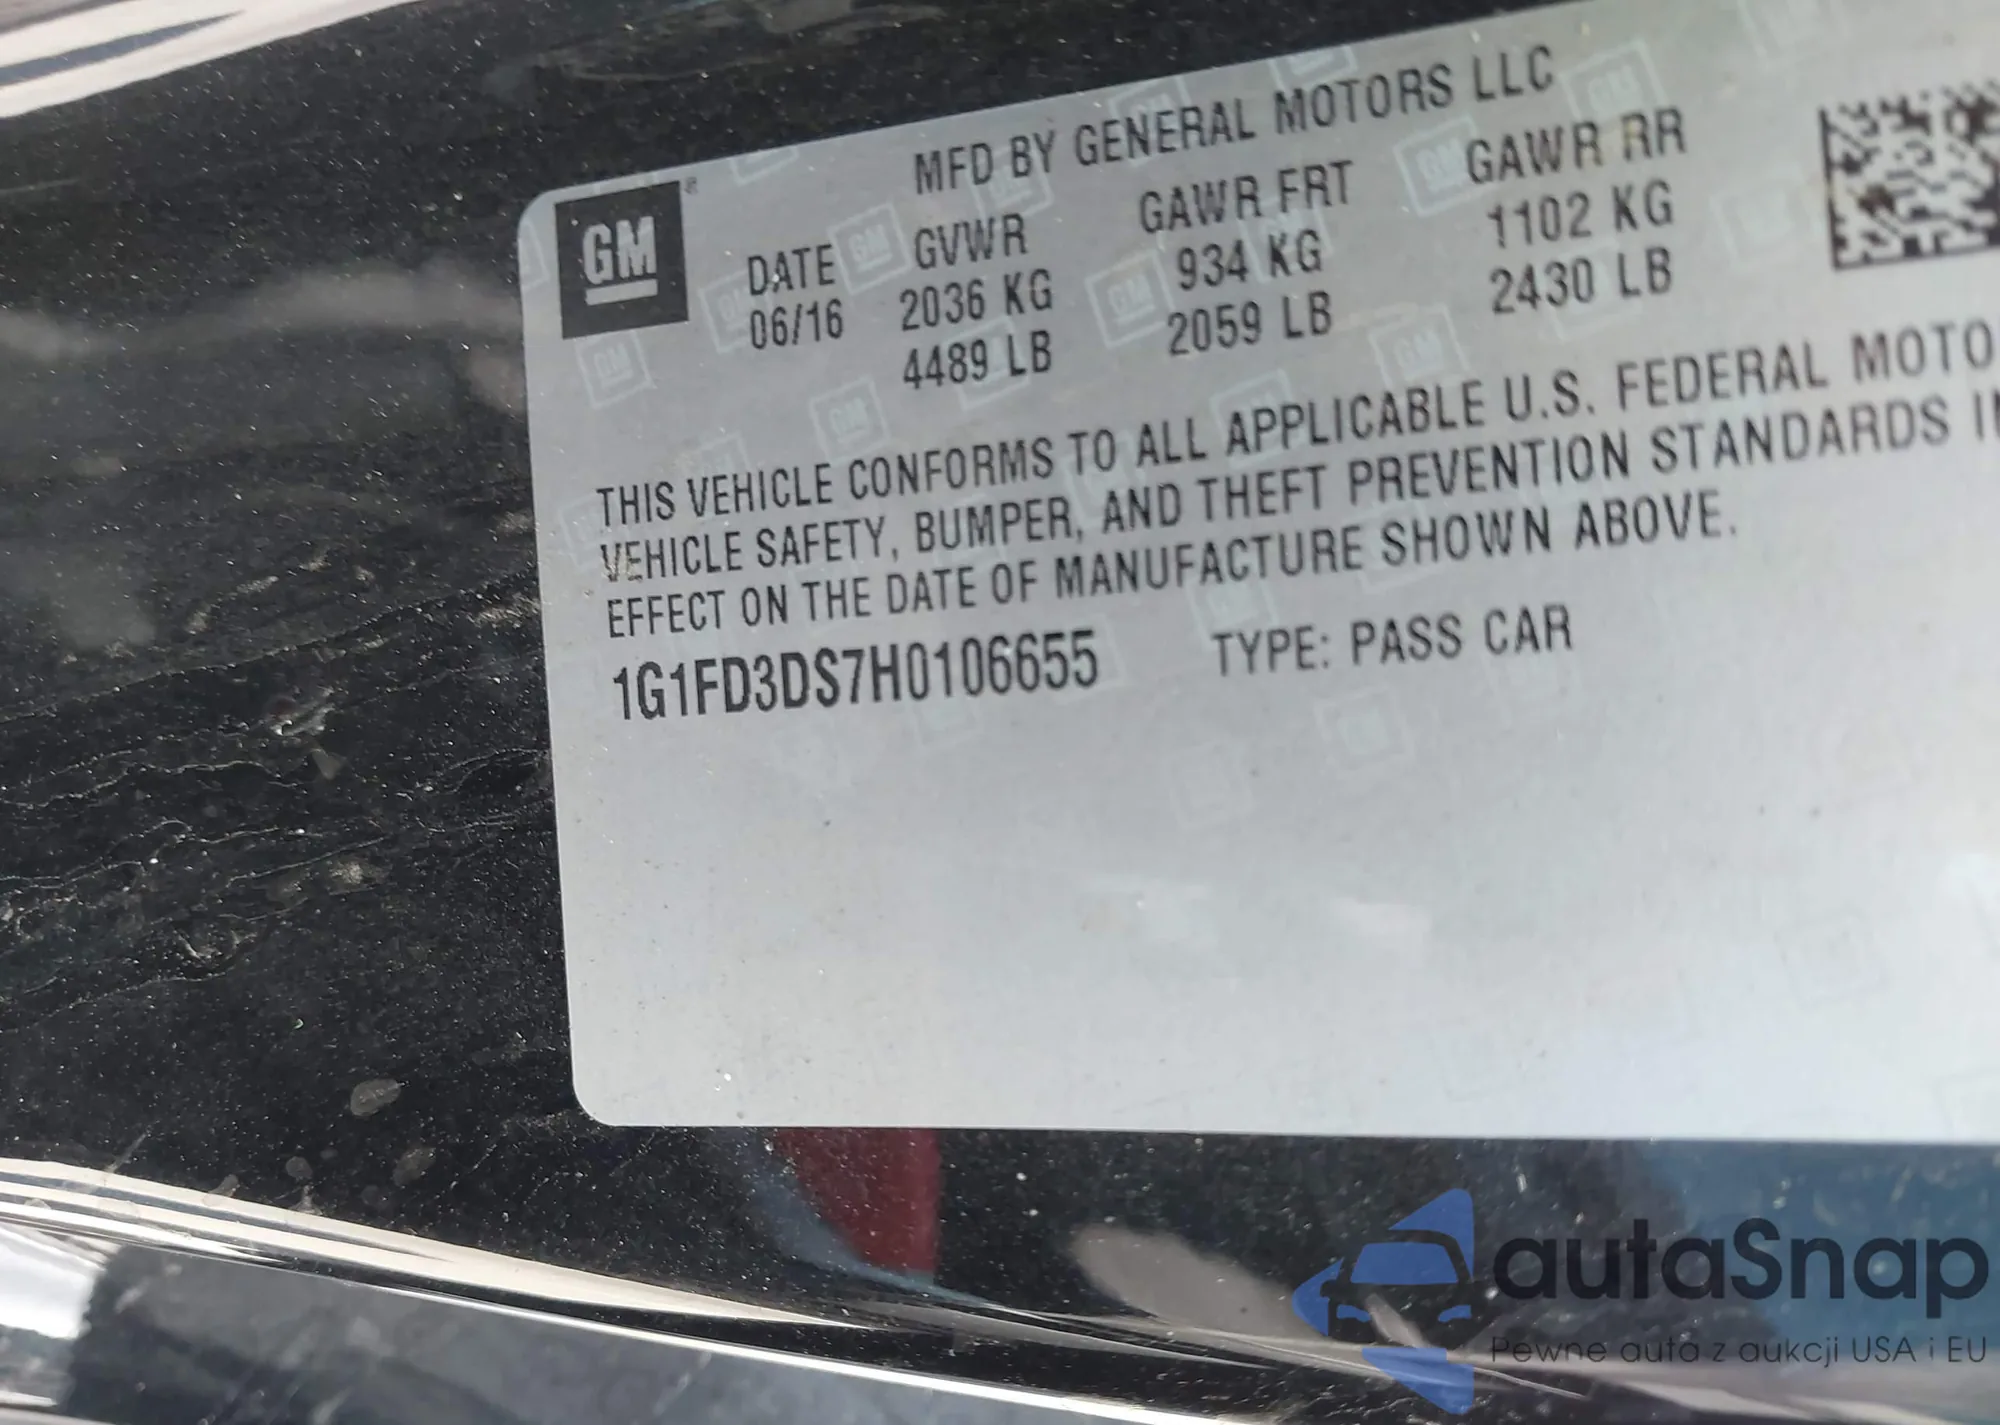 MFD BY GENERAL MOTORS LLC
GM
DATE GVWR GAWR FRT GAWR RR
06/16 2036 KG 934 KG 1102 KG
4489 LB 2059 LB 2430 LB
THIS VEHICLE CONFORMS TO ALL APPLICABLE U.S. FEDERAL MOTO
VEHICLE SAFETY, BUMPER, AND THEFT PREVENTION STANDARDS IN
EFFECT ON THE DATE OF MANUFACTURE SHOWN ABOVE.
1G1FD3DS7H0106655 TYPE: PASS CAR
autaSnap
Pewne auta z aukcji USA i EU